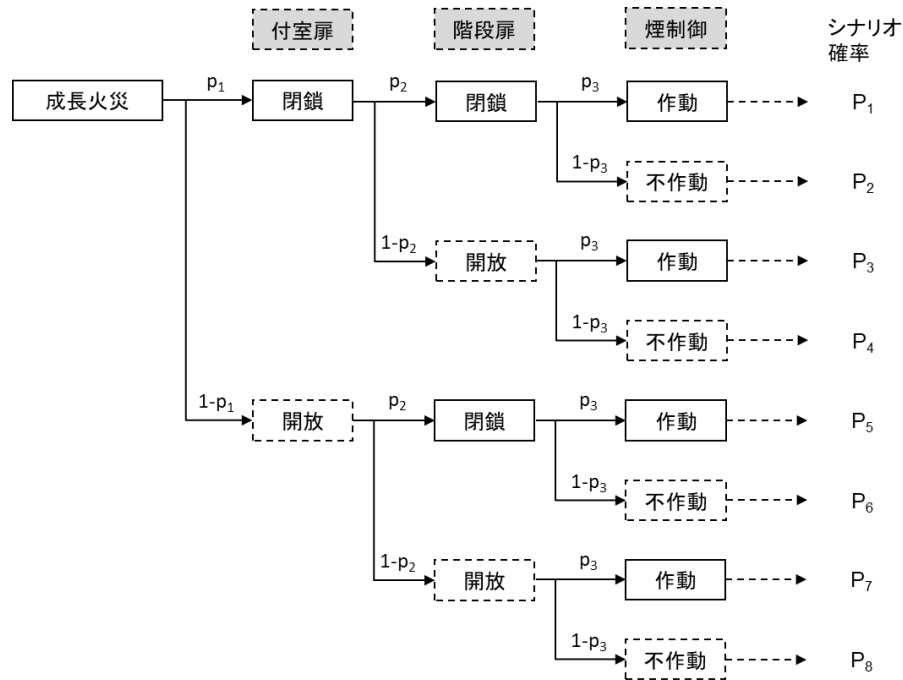 付室扉 階段扉 煙制御 シナリオ
確率
成長火災 p₁ 閉鎖 p₂ 閉鎖 p₃ 作動 P₁
1-p₃ 不作動 P₂
1-p₂ 開放 p₃ 作動 P₃
1-p₃ 不作動 P₄
1-p₁ 開放 p₂ 閉鎖 p₃ 作動 P₅
1-p₃ 不作動 P₆
1-p₂ 開放 p₃ 作動 P₇
1-p₃ 不作動 P₈